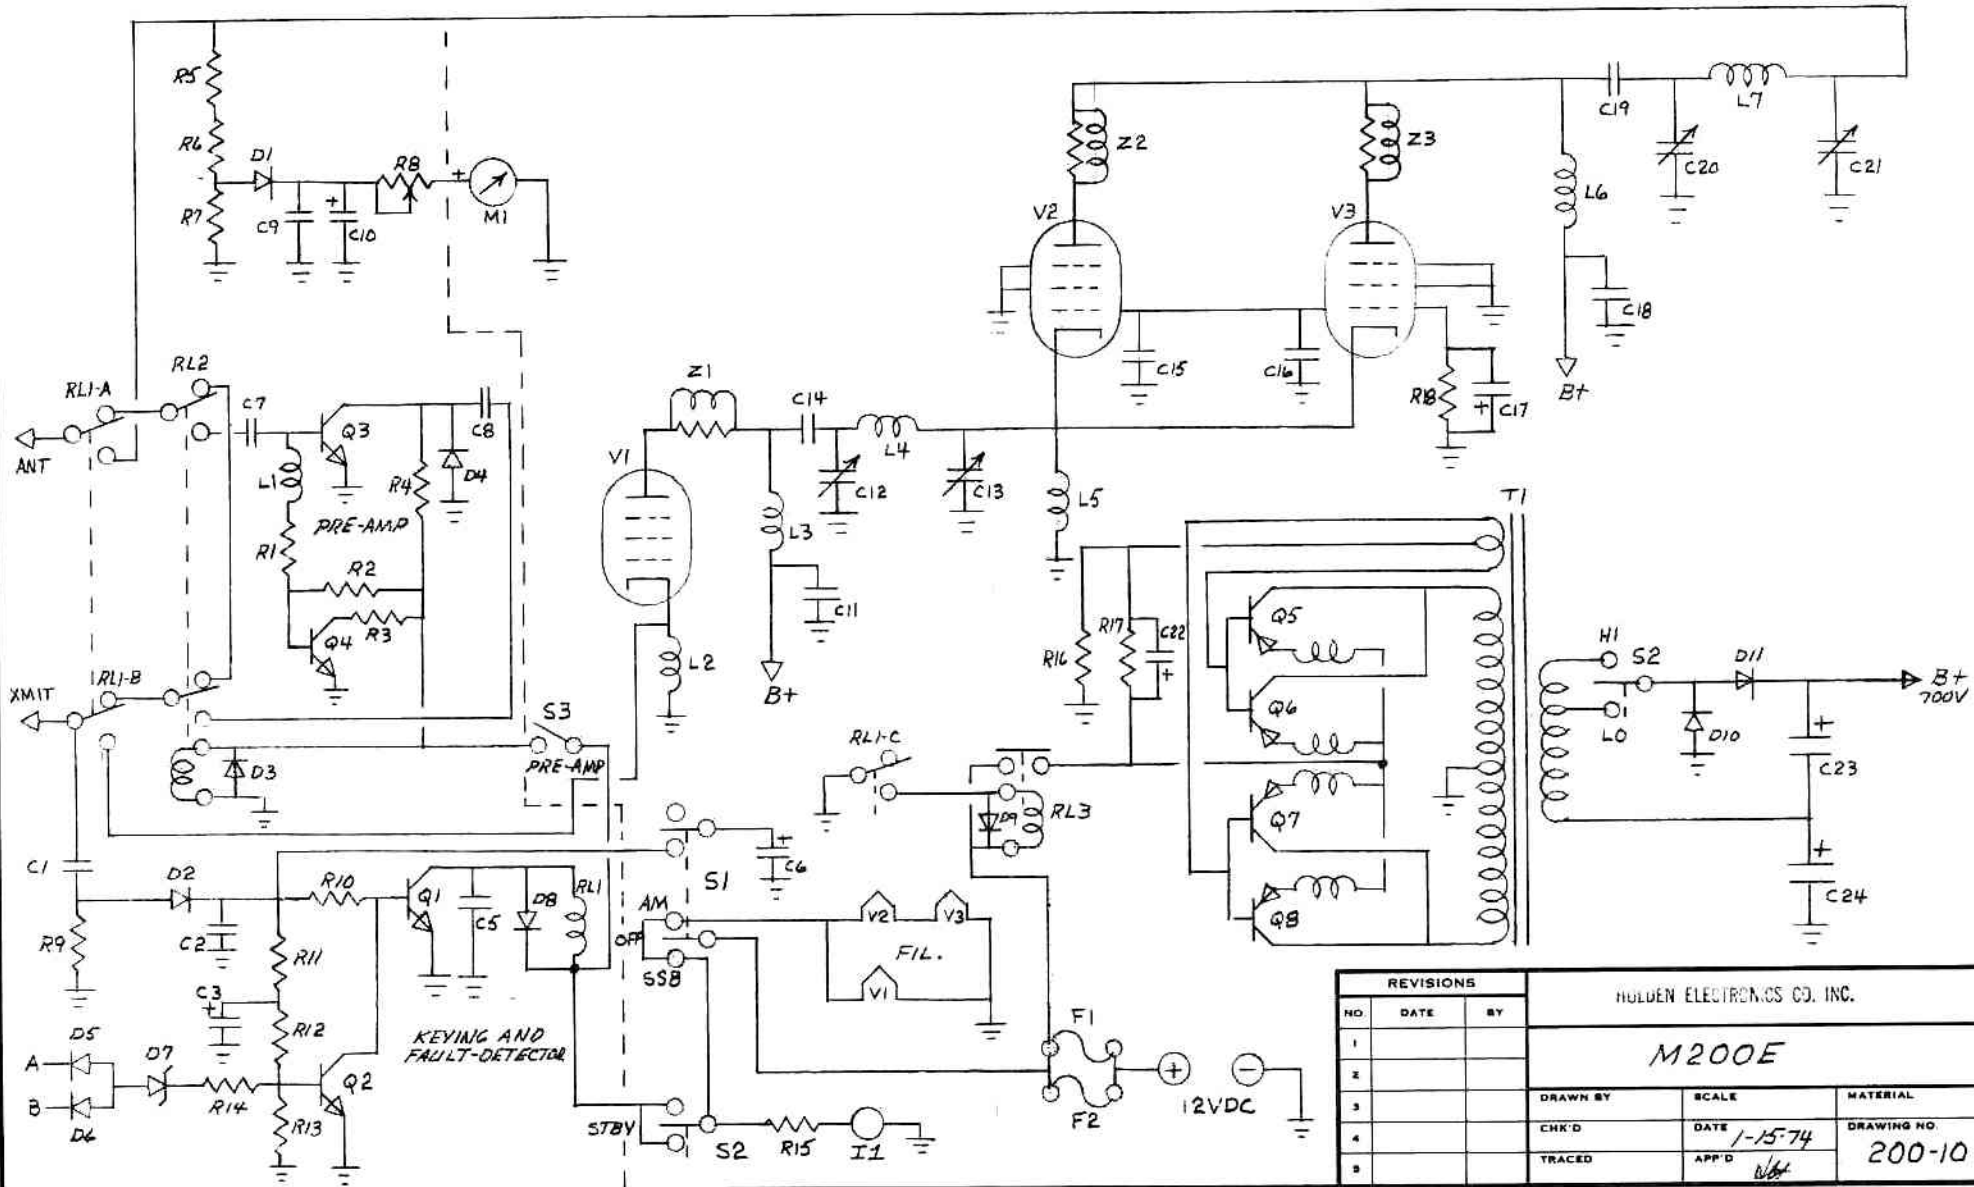 R5
R6
R7
D1
C9
+
C10
R8
+
M1
RL1-A
RL2
ANT
C7
L1
R1
Q3
PRE-AMP
R4
D4
C8
R2
R3
Q4
XMIT
RL1-B
D3
S3
PRE-AMP
Z1
V1
L2
C14
L3
C11
B+
C12
L4
C13
L5
V2
Z2
V3
Z3
C15
C16
R18
+
C17
C19
L7
C20
C21
L6
C18
B+
T1
R16
R17
C22
+
Q5
Q6
Q7
Q8
HI
S2
LO
D11
D10
B+
700V
+
C23
+
C24
RL1-C
D9
RL3
C1
R9
D2
C2
R10
R11
C3
+
R12
R13
Q1
C5
D8
RL1
KEYING AND
FAULT-DETECTOR
D5
A
B
D6
D7
R14
Q2
+
C6
S1
AM
OFF
SSB
V2
V3
FIL.
V1
STBY
S2
R15
I1
F1
F2
+
−
12VDC
REVISIONS
NO.
DATE
BY
1
2
3
4
5
HOLDEN ELECTRONICS CO. INC.
M200E
DRAWN BY
SCALE
MATERIAL
CHK'D
DATE 1-15-74
DRAWING NO.
200-10
TRACED
APP'D